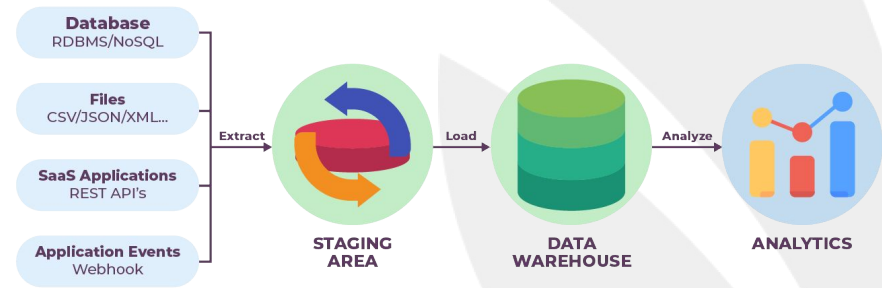 Database
RDBMS/NoSQL
Files
CSV/JSON/XML...
SaaS Applications
REST API's
Application Events
Webhook
Extract
STAGING
AREA
Load
DATA
WAREHOUSE
Analyze
ANALYTICS